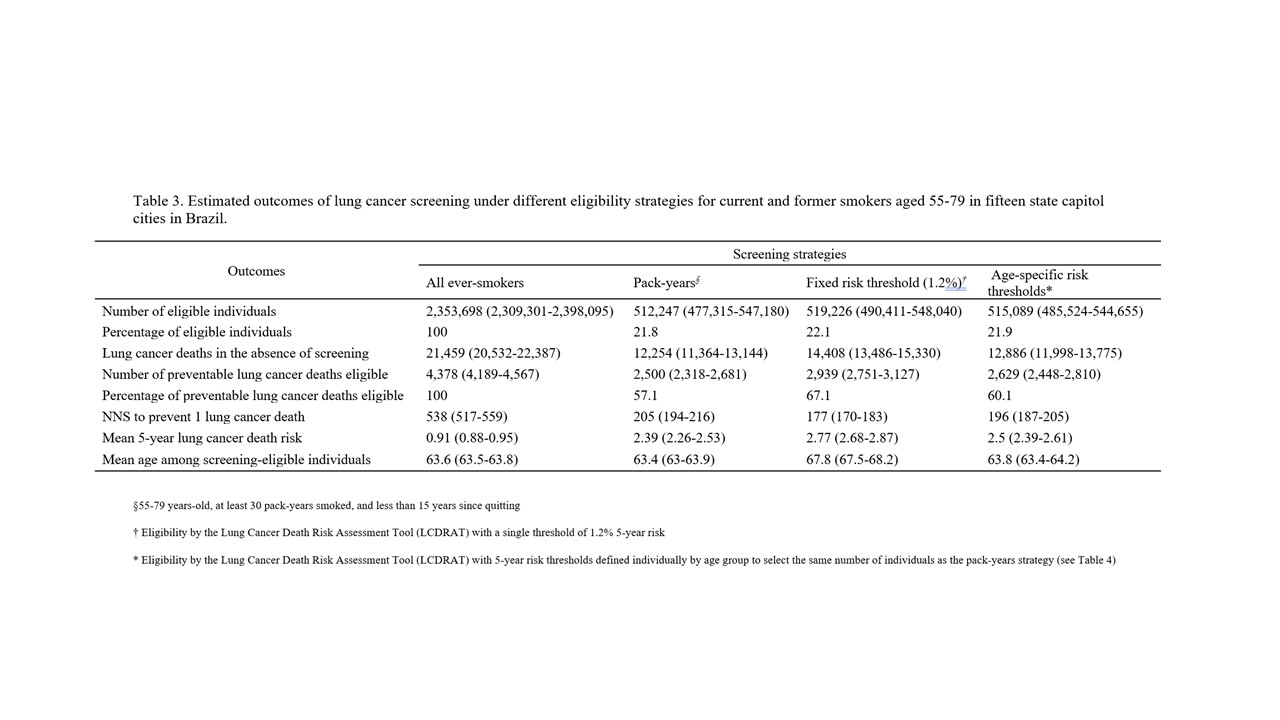 Table 3. Estimated outcomes of lung cancer screening under different eligibility strategies for current and former smokers aged 55-79 in fifteen state capitol
cities in Brazil.
Outcomes
Screening strategies
All ever-smokers Pack-years§ Fixed risk threshold (1.2%)† Age-specific risk
thresholds*
Number of eligible individuals 2,353,698 (2,309,301-2,398,095) 512,247 (477,315-547,180) 519,226 (490,411-548,040) 515,089 (485,524-544,655)
Percentage of eligible individuals 100 21.8 22.1 21.9
Lung cancer deaths in the absence of screening 21,459 (20,532-22,387) 12,254 (11,364-13,144) 14,408 (13,486-15,330) 12,886 (11,998-13,775)
Number of preventable lung cancer deaths eligible 4,378 (4,189-4,567) 2,500 (2,318-2,681) 2,939 (2,751-3,127) 2,629 (2,448-2,810)
Percentage of preventable lung cancer deaths eligible 100 57.1 67.1 60.1
NNS to prevent 1 lung cancer death 538 (517-559) 205 (194-216) 177 (170-183) 196 (187-205)
Mean 5-year lung cancer death risk 0.91 (0.88-0.95) 2.39 (2.26-2.53) 2.77 (2.68-2.87) 2.5 (2.39-2.61)
Mean age among screening-eligible individuals 63.6 (63.5-63.8) 63.4 (63-63.9) 67.8 (67.5-68.2) 63.8 (63.4-64.2)
§55-79 years-old, at least 30 pack-years smoked, and less than 15 years since quitting
† Eligibility by the Lung Cancer Death Risk Assessment Tool (LCDRAT) with a single threshold of 1.2% 5-year risk
* Eligibility by the Lung Cancer Death Risk Assessment Tool (LCDRAT) with 5-year risk thresholds defined individually by age group to select the same number of individuals as the pack-years strategy (see Table 4)